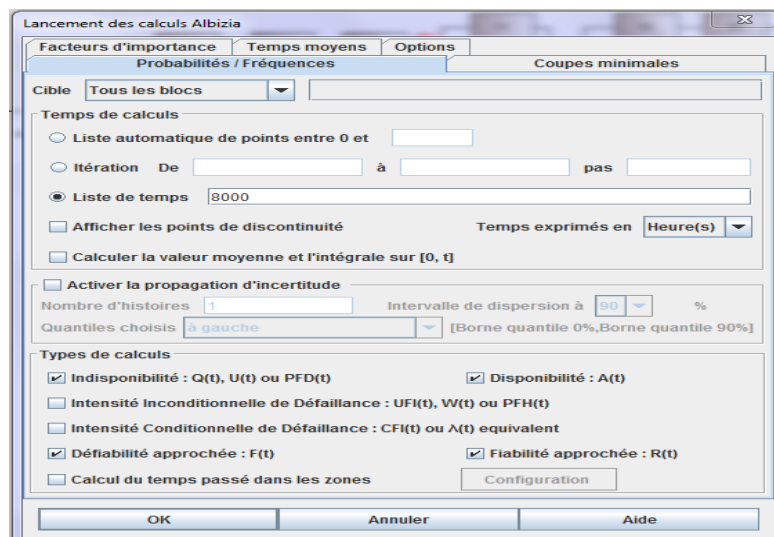 Lancement des calculs Albizia
Facteurs d'importance Temps moyens Options
Probabilités / Fréquences Coupes minimales
Cible Tous les blocs
Temps de calculs
Liste automatique de points entre 0 et
Itération De à pas
Liste de temps 8000
Afficher les points de discontinuité Temps exprimés en Heure(s)
Calculer la valeur moyenne et l'intégrale sur [0, t]
Activer la propagation d'incertitude
Nombre d'histoires 1 Intervalle de dispersion à 90 %
Quantiles choisis à gauche [Borne quantile 0%,Borne quantile 90%]
Types de calculs
Indisponibilité : Q(t), U(t) ou PFD(t) Disponibilité : A(t)
Intensité Inconditionnelle de Défaillance : UFI(t), W(t) ou PFH(t)
Intensité Conditionnelle de Défaillance : CFI(t) ou Λ(t) equivalent
Défiabilité approchée : F(t) Fiabilité approchée : R(t)
Calcul du temps passé dans les zones Configuration
OK Annuler Aide